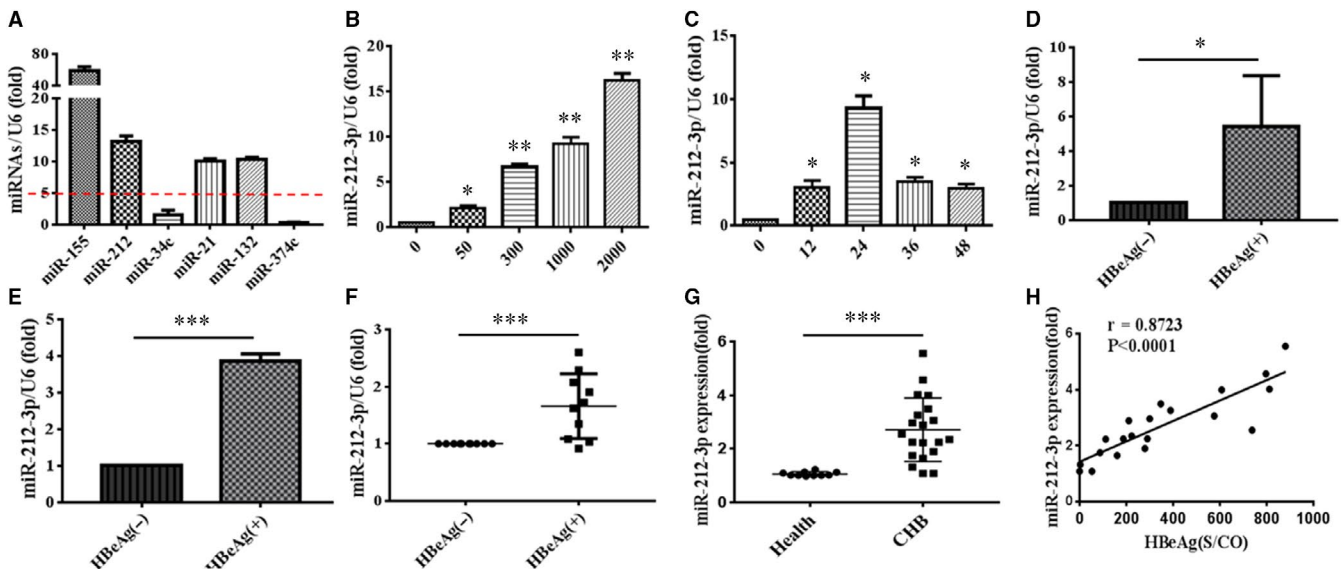 A
miRNAs/U6 (fold)
80
60
40
20
15
10
5
0
miR-155
miR-212
miR-34c
miR-21
miR-132
miR-374c
B
miR-212-3p/U6 (fold)
20
15
10
5
0
*
**
**
**
0
50
300
1000
2000
C
miR-212-3p/U6 (fold)
15
10
5
0
*
*
*
*
0
12
24
36
48
D
miR-212-3p/U6 (fold)
10
8
6
4
2
0
*
HBeAg(−)
HBeAg(+)
E
miR-212-3p/U6 (fold)
5
4
3
2
1
0
***
HBeAg(−)
HBeAg(+)
F
miR-212-3p/U6 (fold)
3
2
1
0
***
HBeAg(−)
HBeAg(+)
G
miR-212-3p expression(fold)
6
4
2
0
***
Health
CHB
H
miR-212-3p expression(fold)
6
4
2
0
r = 0.8723
P<0.0001
0
200
400
600
800
1000
HBeAg(S/CO)